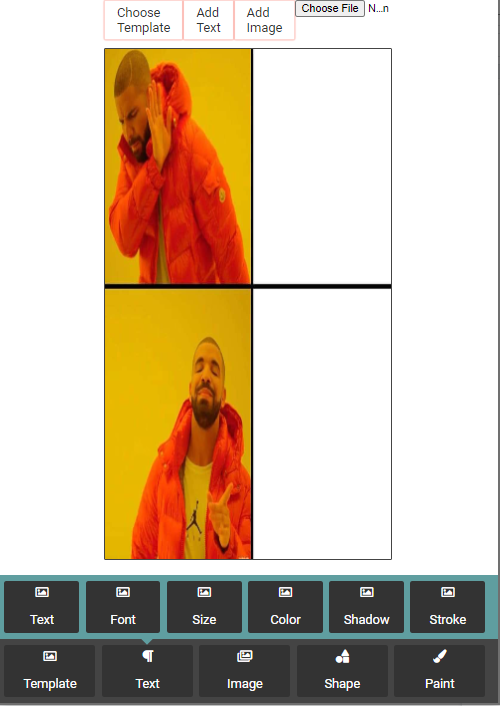 Choose Add Add Choose File N...n
Template Text Image
Text Font Size Color Shadow Stroke
Template Text Image Shape Paint